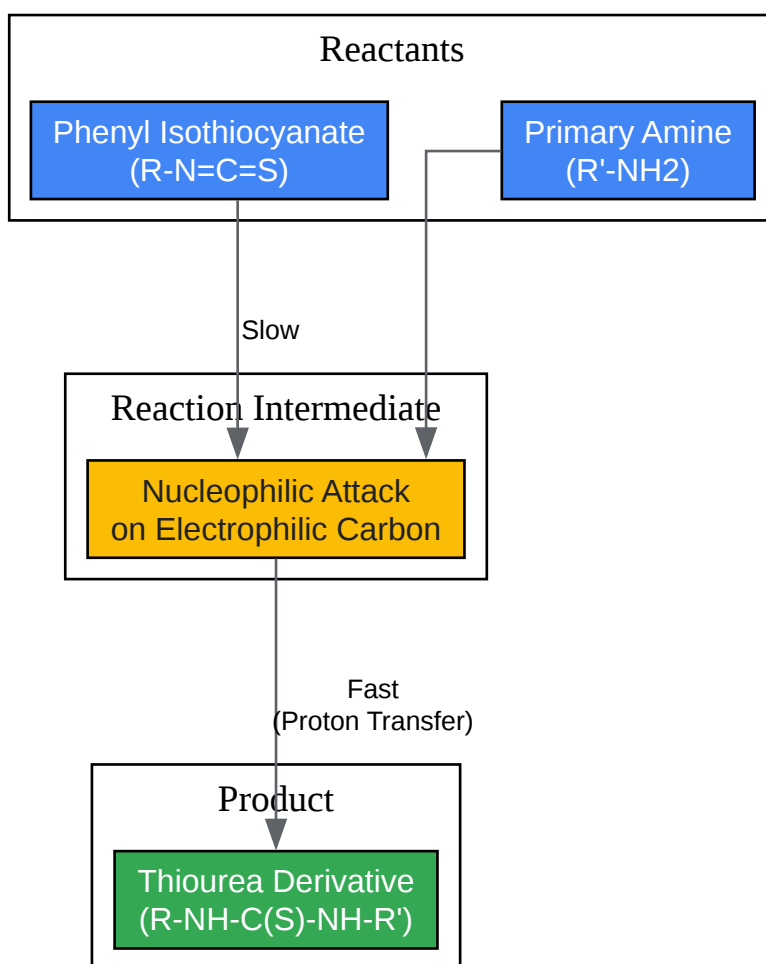 Reactants
Phenyl Isothiocyanate
(R-N=C=S)
Primary Amine
(R'-NH2)
Slow
Reaction Intermediate
Nucleophilic Attack
on Electrophilic Carbon
Fast
(Proton Transfer)
Product
Thiourea Derivative
(R-NH-C(S)-NH-R')